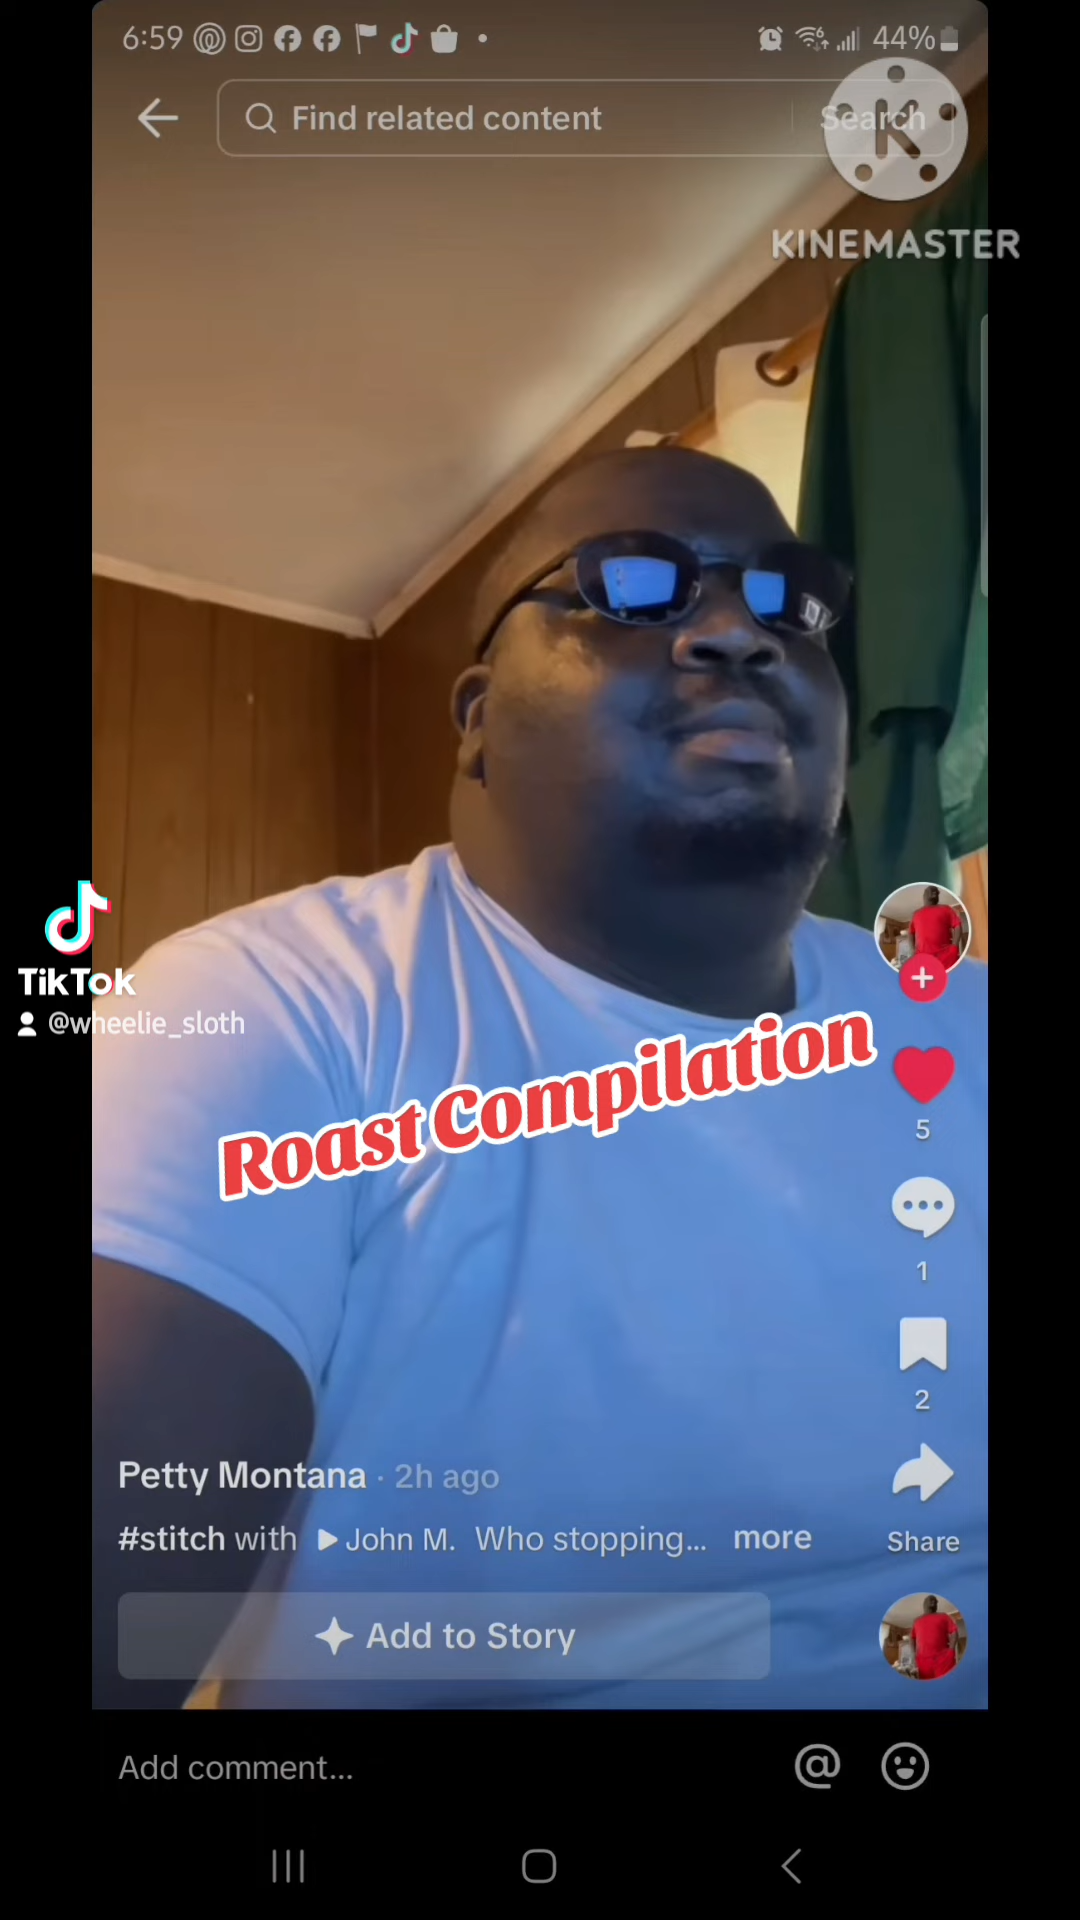 6:59
44%
Find related content
Search
K
KINEMASTER
TikTok
@wheelie_sloth
Roast Compilation
5
1
2
Petty Montana · 2h ago
#stitch with John M. Who stopping... more
Share
Add to Story
Add comment...